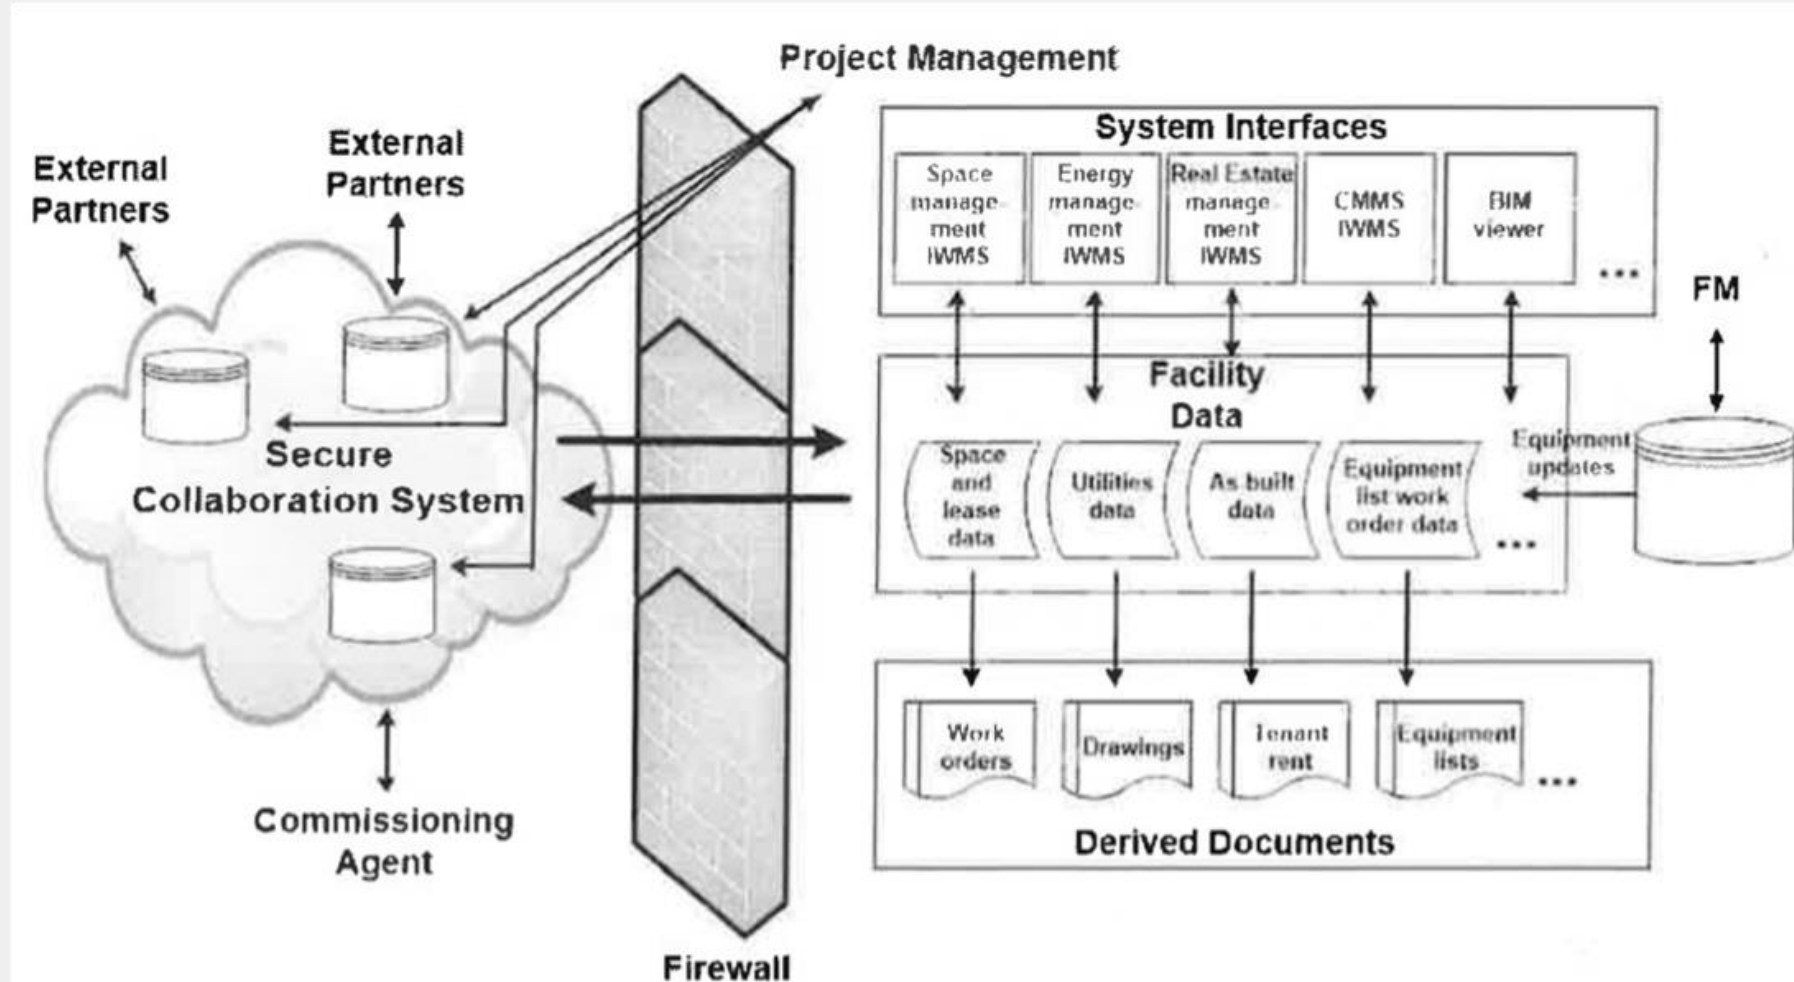 Project Management
External
Partners
External
Partners
Secure
Collaboration System
Commissioning
Agent
Firewall
System Interfaces
Space
manage-
ment
IWMS
Energy
manage-
ment
IWMS
Real Estate
manage-
ment
IWMS
CMMS
IWMS
BIM
viewer
...
FM
Facility
Data
Space
and
lease
data
Utilities
data
As built
data
Equipment
list work
order data
...
Equipment
updates
Work
orders
Drawings
Tenant
rent
Equipment
lists
...
Derived Documents